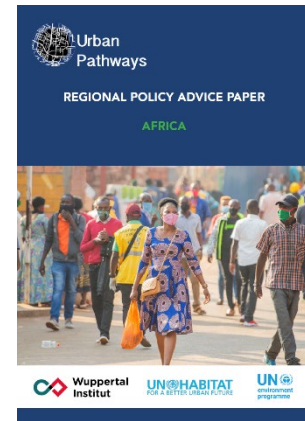 Urban
Pathways
REGIONAL POLICY ADVICE PAPER
AFRICA
Wuppertal
Institut
UN HABITAT
FOR A BETTER URBAN FUTURE
UN
environment
programme